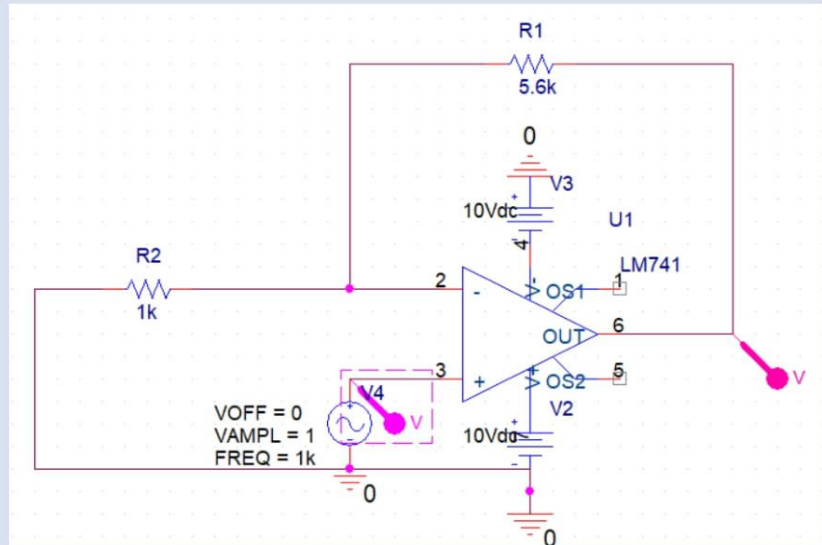 R1
5.6k
0
V3
10Vdc
4
U1
R2
1k
LM741
2
-
V-
OS1
1
OUT
6
3
+
V+
OS2
5
V4
V
V
VOFF = 0
VAMPL = 1
FREQ = 1k
V2
10Vdc
7
0
0